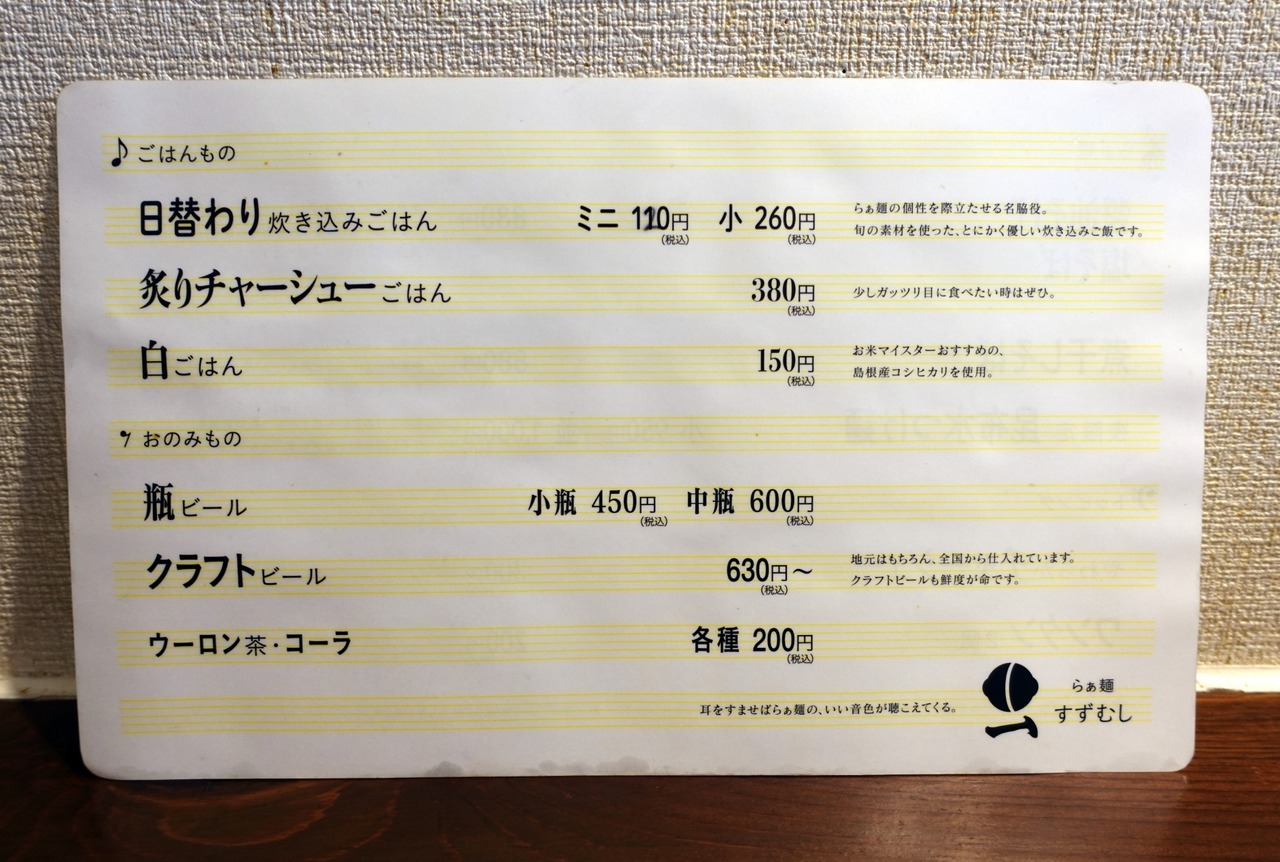 ごはんもの
日替わり炊き込みごはん ミニ 110円(税込) 小 260円(税込)
らぁ麺の個性を際立たせる名脇役。
旬の素材を使った、とにかく優しい炊き込みご飯です。
炙りチャーシューごはん 380円(税込)
少しガッツリ目に食べたい時はぜひ。
白ごはん 150円(税込)
お米マイスターおすすめの、
島根産コシヒカリを使用。
おのみもの
瓶ビール 小瓶 450円(税込) 中瓶 600円(税込)
クラフトビール 630円〜(税込)
地元はもちろん、全国から仕入れています。
クラフトビールも鮮度が命です。
ウーロン茶・コーラ 各種 200円(税込)
耳をすませばらぁ麺の、いい音色が聴こえてくる。
らぁ麺
すずむし